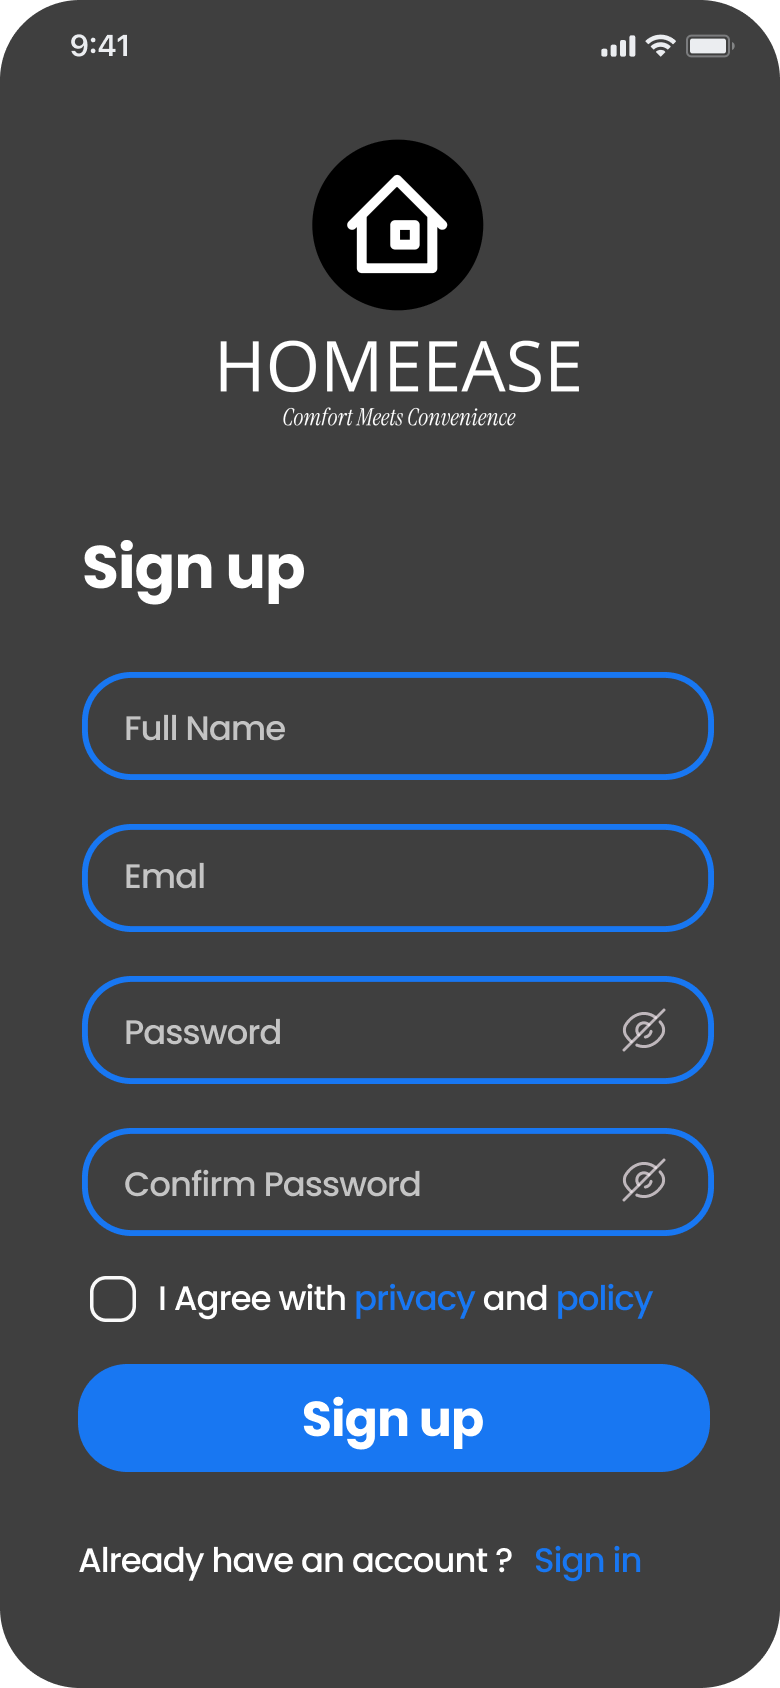 9:41
HOMEEASE
Comfort Meets Convenience
Sign up
Full Name
Emal
Password
Confirm Password
I Agree with privacy and policy
Sign up
Already have an account ? Sign in